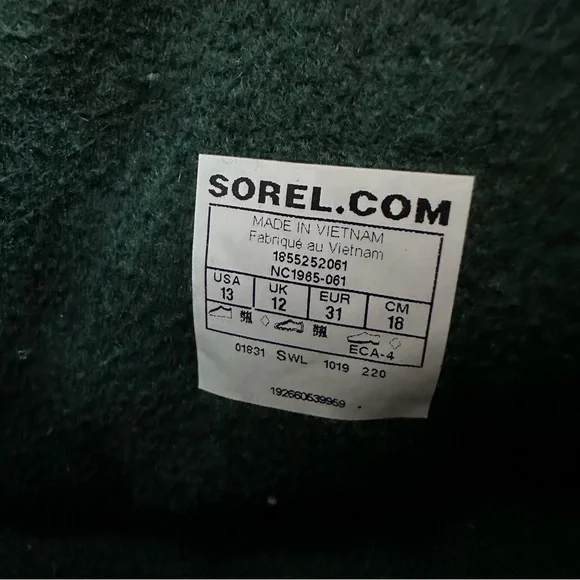 SOREL.COM
MADE IN VIETNAM
Fabriqué au Vietnam
1855252061
NC1965-061
USA UK EUR CM
13 12 31 18
ECA-4
01831 SWL 1019 220
192660539959